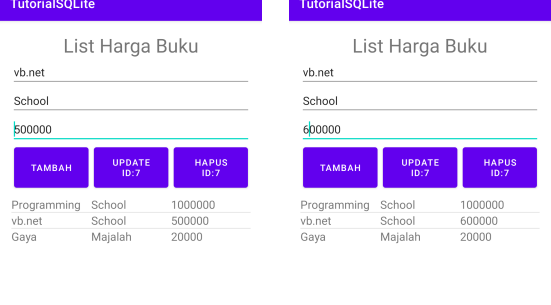 TutorialSQLite
List Harga Buku
vb.net
School
500000
TAMBAH
UPDATE
ID:7
HAPUS
ID:7
Programming School 1000000
vb.net School 500000
Gaya Majalah 20000
TutorialSQLite
List Harga Buku
vb.net
School
600000
TAMBAH
UPDATE
ID:7
HAPUS
ID:7
Programming School 1000000
vb.net School 600000
Gaya Majalah 20000